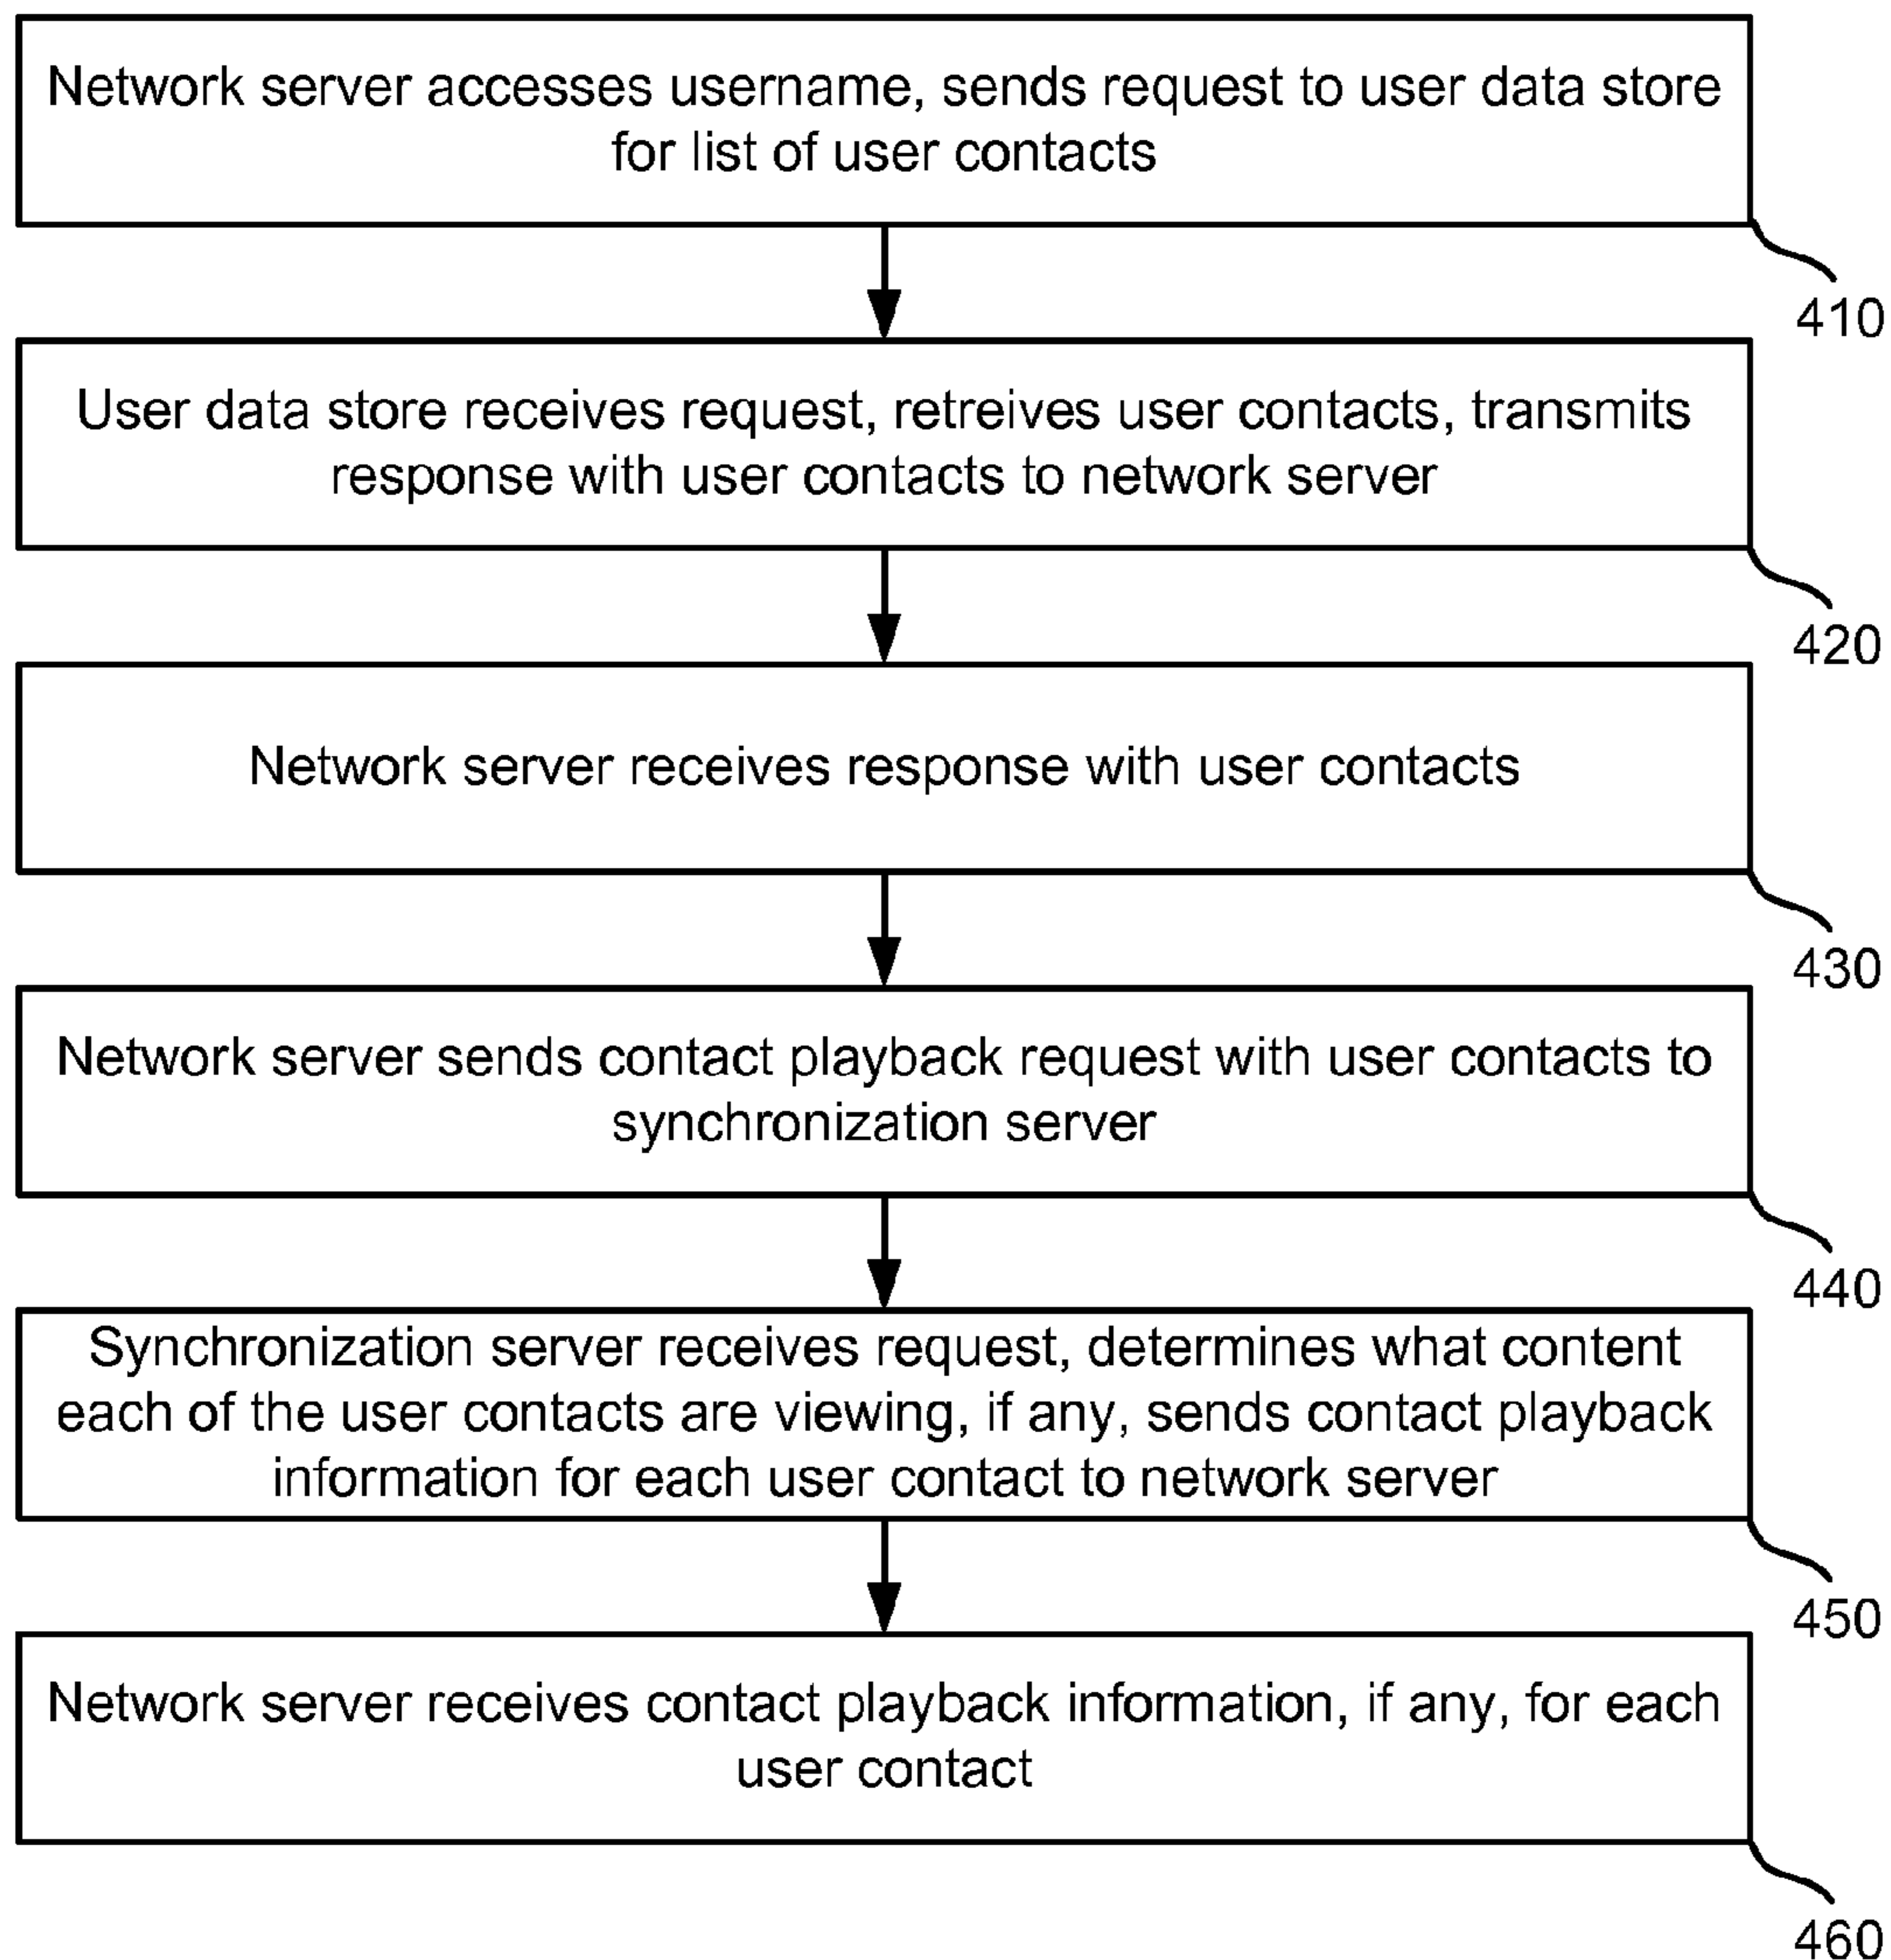 Network server accesses username, sends request to user data store
for list of user contacts
410
User data store receives request, retreives user contacts, transmits
response with user contacts to network server
420
Network server receives response with user contacts
430
Network server sends contact playback request with user contacts to
synchronization server
440
Synchronization server receives request, determines what content
each of the user contacts are viewing, if any, sends contact playback
information for each user contact to network server
450
Network server receives contact playback information, if any, for each
user contact
460